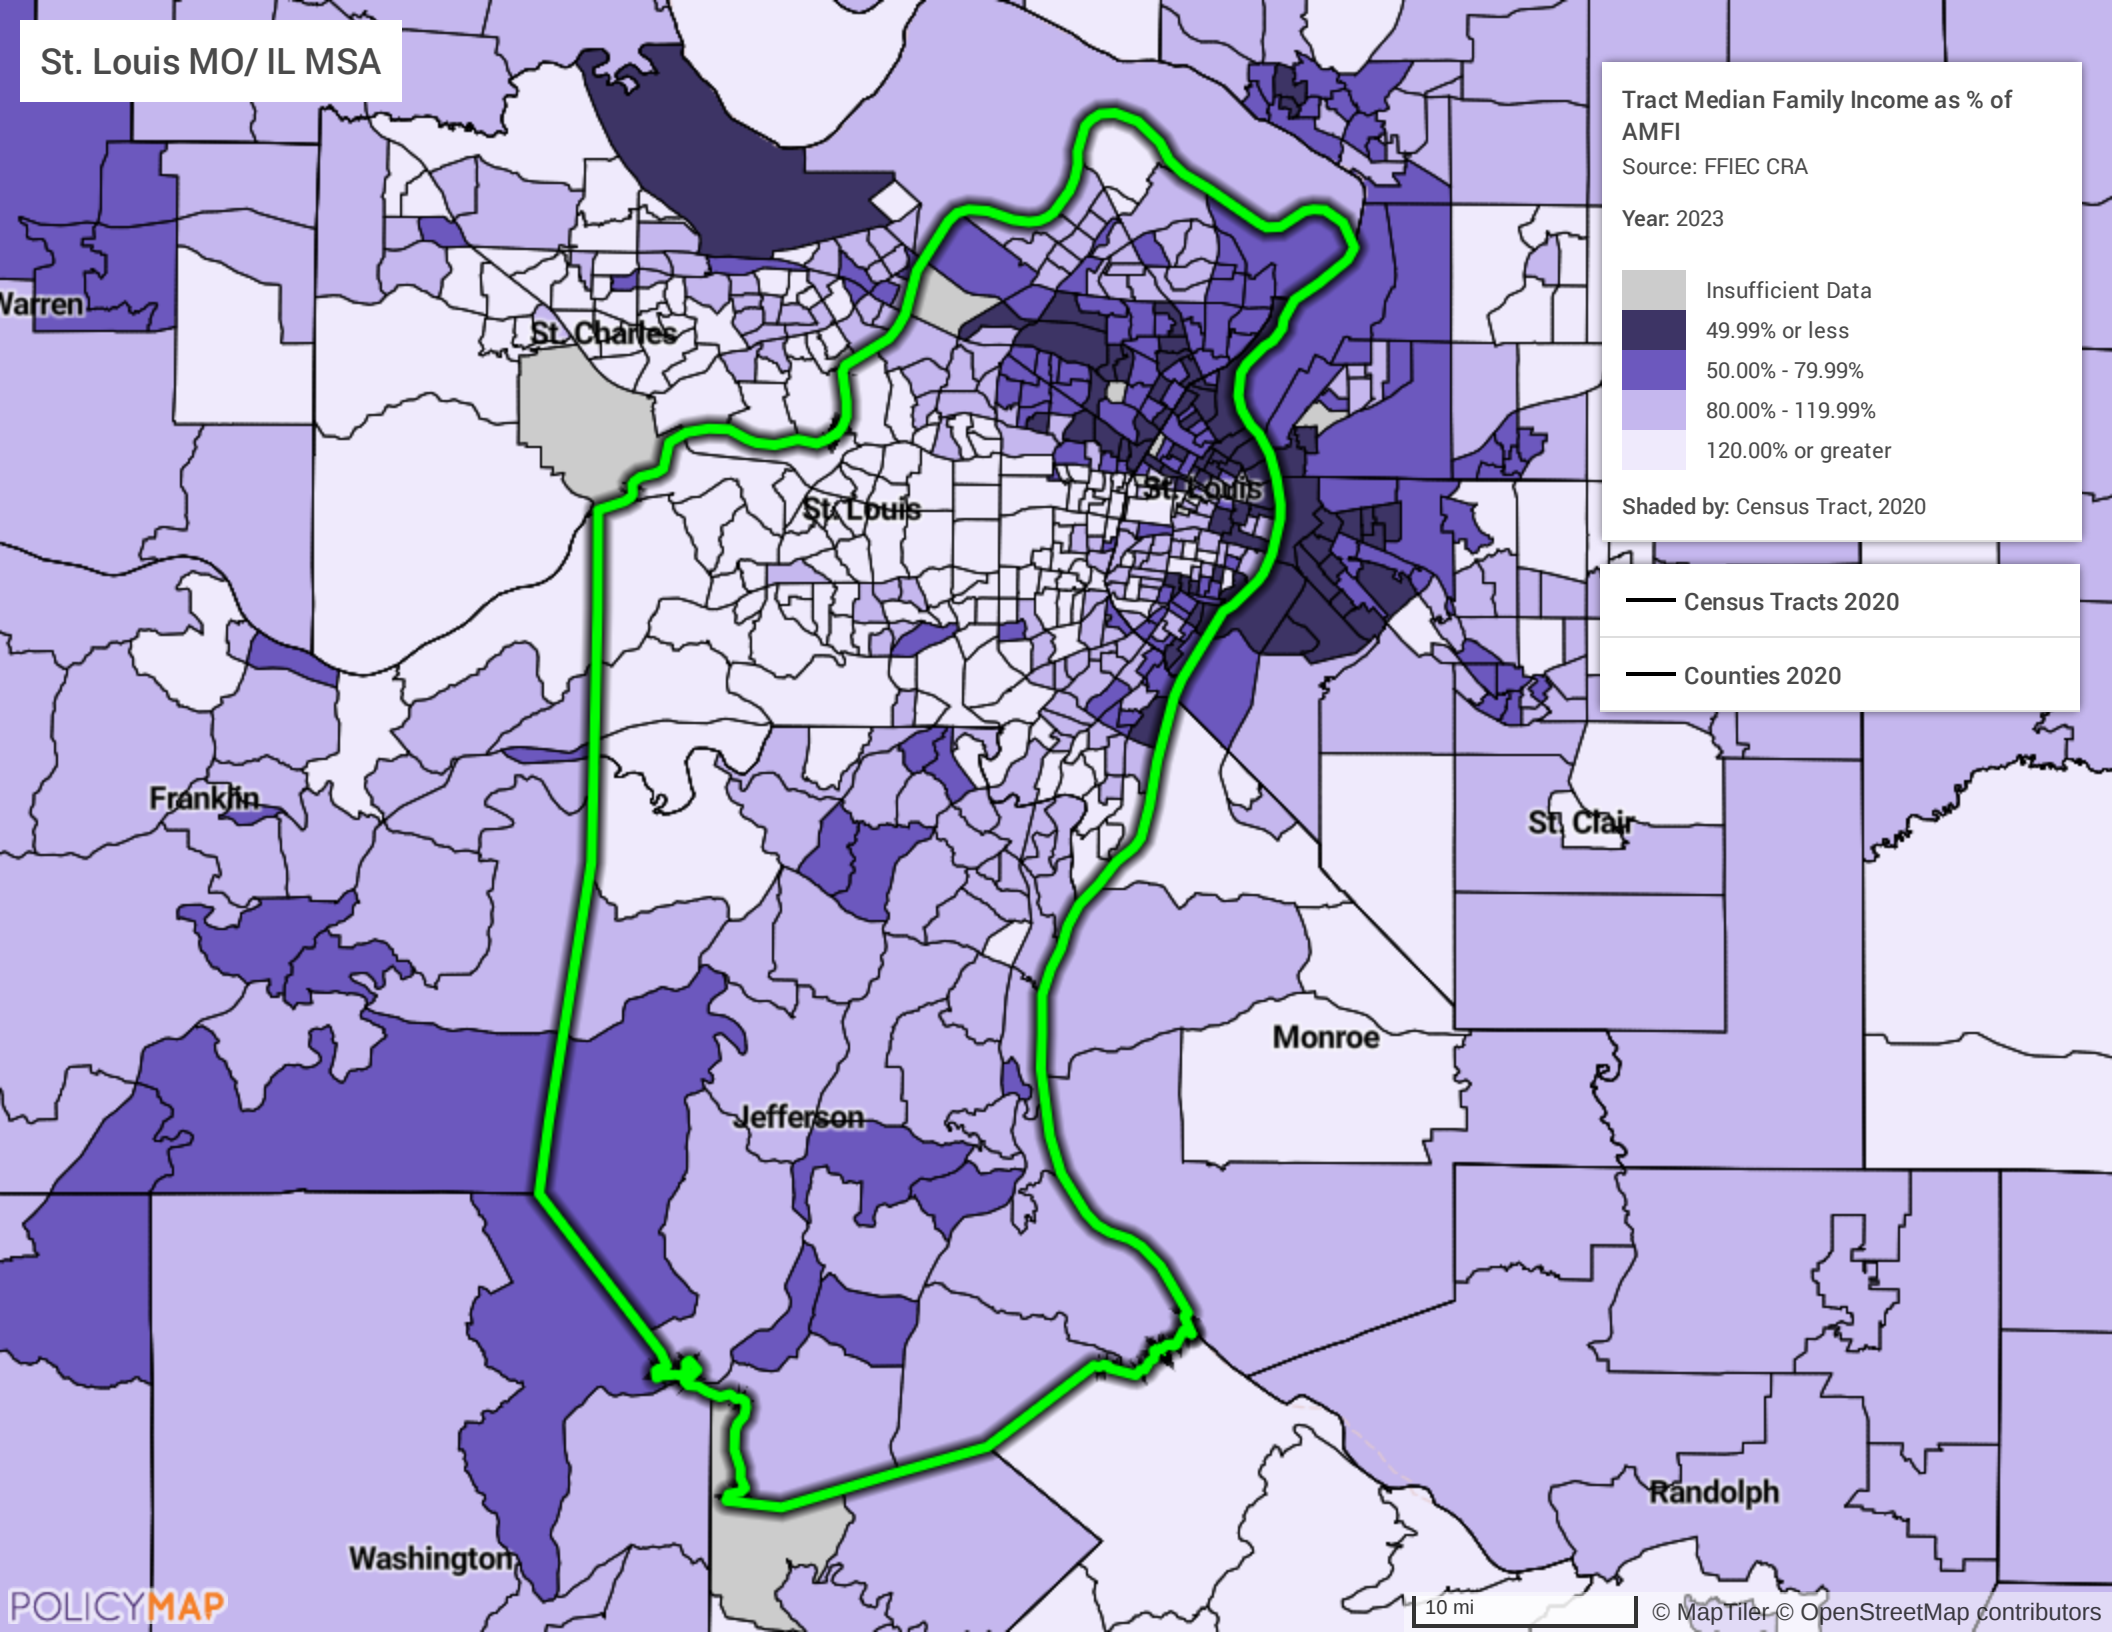 St. Louis MO/ IL MSA
Tract Median Family Income as % of
AMFI
Source: FFIEC CRA
Year: 2023
Insufficient Data
49.99% or less
50.00% - 79.99%
80.00% - 119.99%
120.00% or greater
Shaded by: Census Tract, 2020
Census Tracts 2020
Counties 2020
Warren
St. Charles
St. Louis
St. Louis
Franklin
St. Clair
Monroe
Jefferson
Randolph
Washington
POLICYMAP
10 mi
© MapTiler © OpenStreetMap contributors